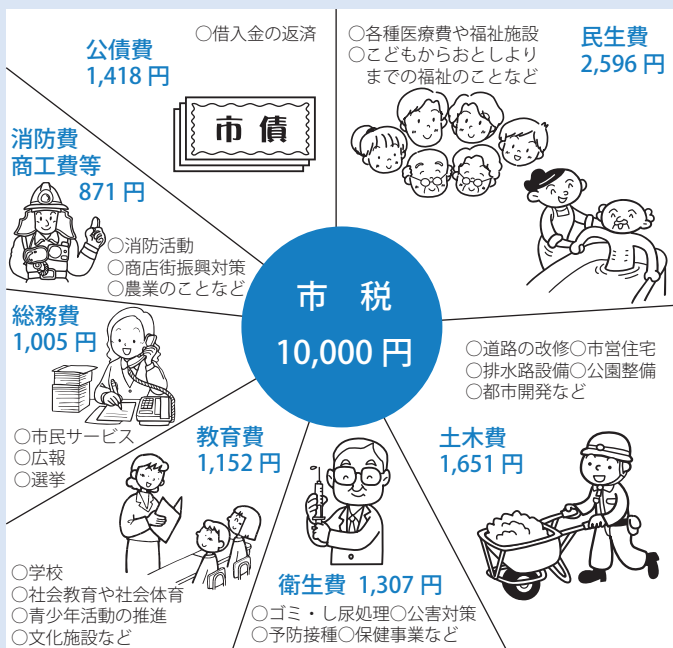 公債費
1,418 円
○借入金の返済
市債
○各種医療費や福祉施設
○こどもからおとしより
までの福祉のことなど
民生費
2,596 円
消防費
商工費等
871 円
○消防活動
○商店街振興対策
○農業のことなど
市 税
10,000 円
総務費
1,005 円
○市民サービス
○広報
○選挙
○道路の改修○市営住宅
○排水路設備○公園整備
○都市開発など
土木費
1,651 円
教育費
1,152 円
○学校
○社会教育や社会体育
○青少年活動の推進
○文化施設など
衛生費 1,307 円
○ゴミ・し尿処理○公害対策
○予防接種○保健事業など